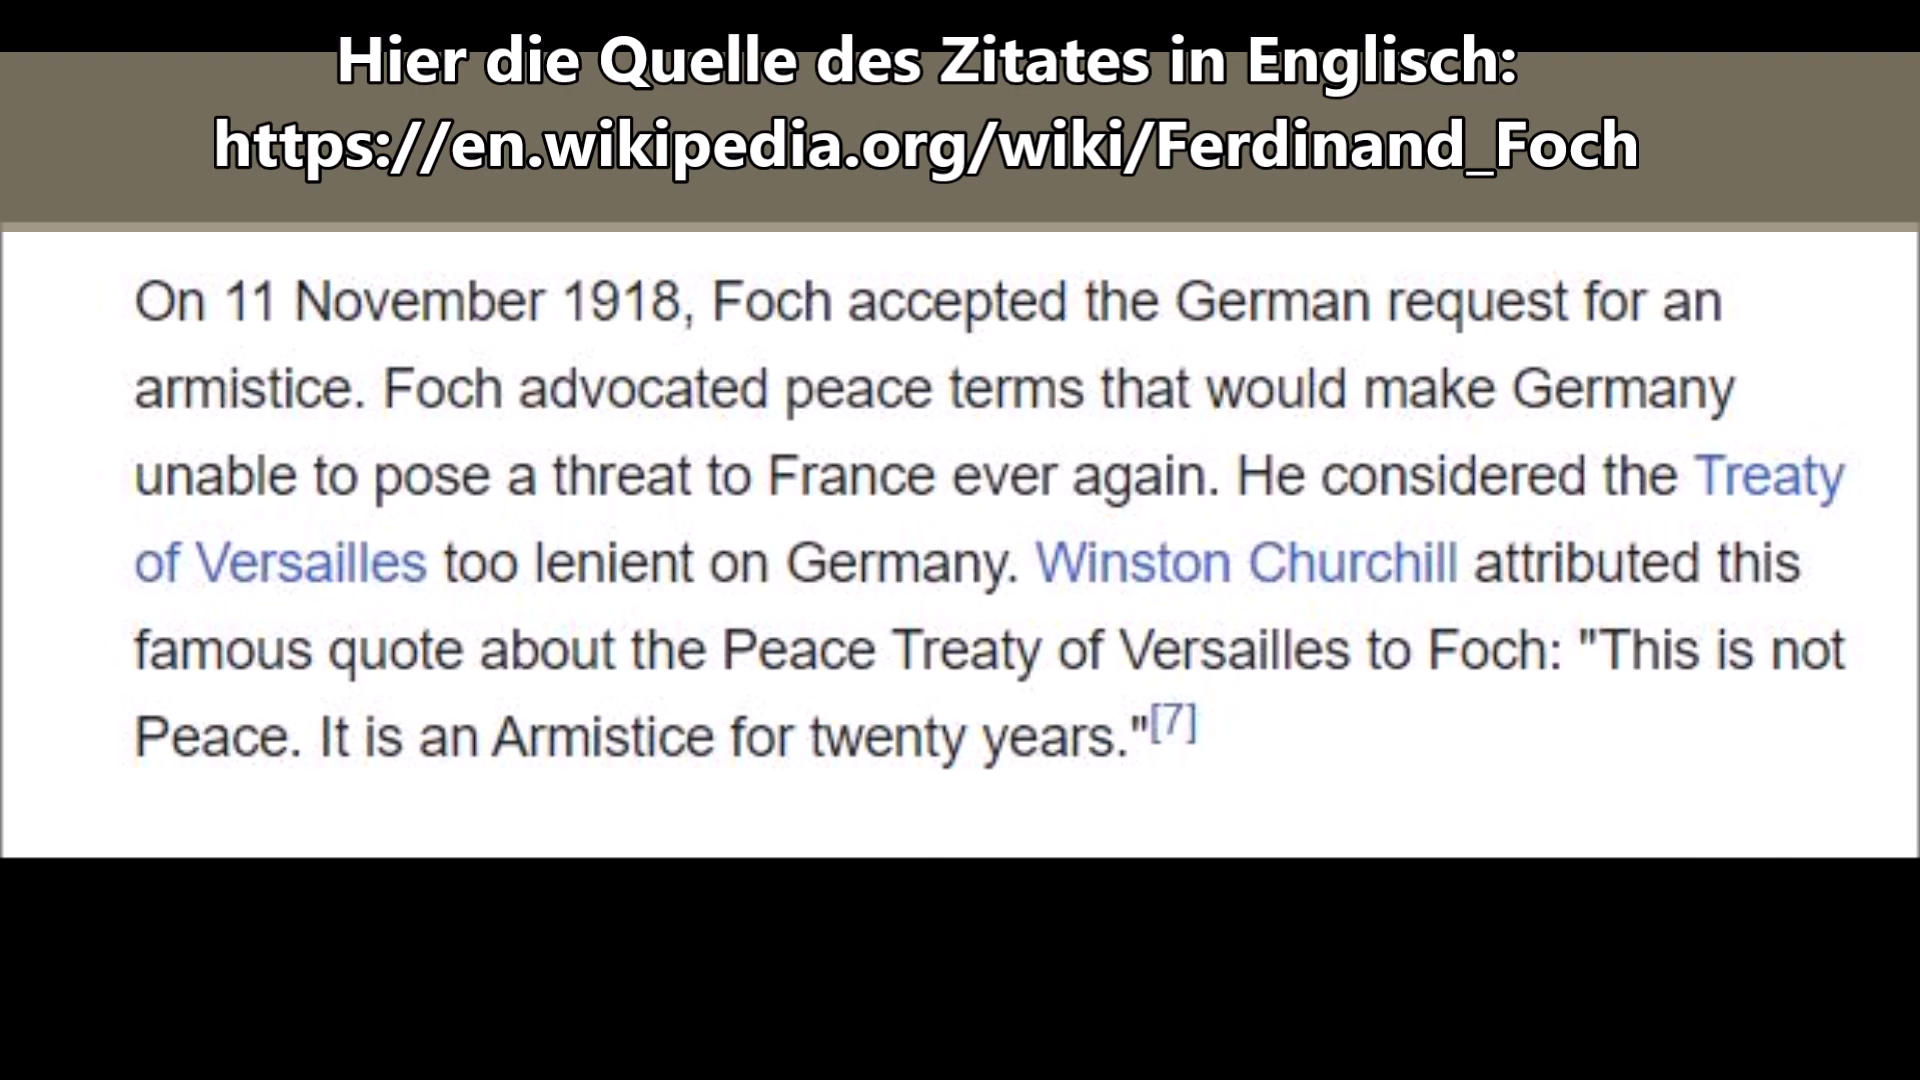 Hier die Quelle des Zitates in Englisch:
https://en.wikipedia.org/wiki/Ferdinand_Foch
On 11 November 1918, Foch accepted the German request for an
armistice. Foch advocated peace terms that would make Germany
unable to pose a threat to France ever again. He considered the Treaty
of Versailles too lenient on Germany. Winston Churchill attributed this
famous quote about the Peace Treaty of Versailles to Foch: "This is not
Peace. It is an Armistice for twenty years."[7]